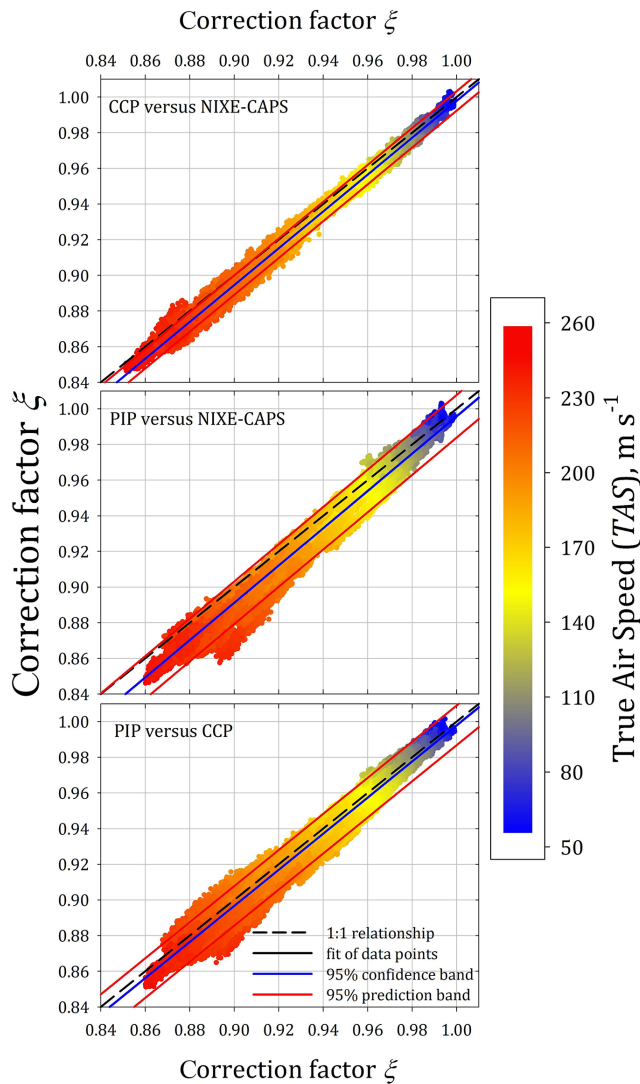 Correction factor ξ
0.84 0.86 0.88 0.90 0.92 0.94 0.96 0.98 1.00
CCP versus NIXE-CAPS
1.00
0.98
0.96
0.94
0.92
0.90
0.88
0.86
0.84
PIP versus NIXE-CAPS
1.00
0.98
0.96
0.94
0.92
0.90
0.88
0.86
0.84
PIP versus CCP
1.00
0.98
0.96
0.94
0.92
0.90
0.88
0.86
0.84
1:1 relationship
fit of data points
95% confidence band
95% prediction band
0.84 0.86 0.88 0.90 0.92 0.94 0.96 0.98 1.00
Correction factor ξ
Correction factor ξ
260
230
200
170
140
110
80
50
True Air Speed (TAS), m s⁻¹